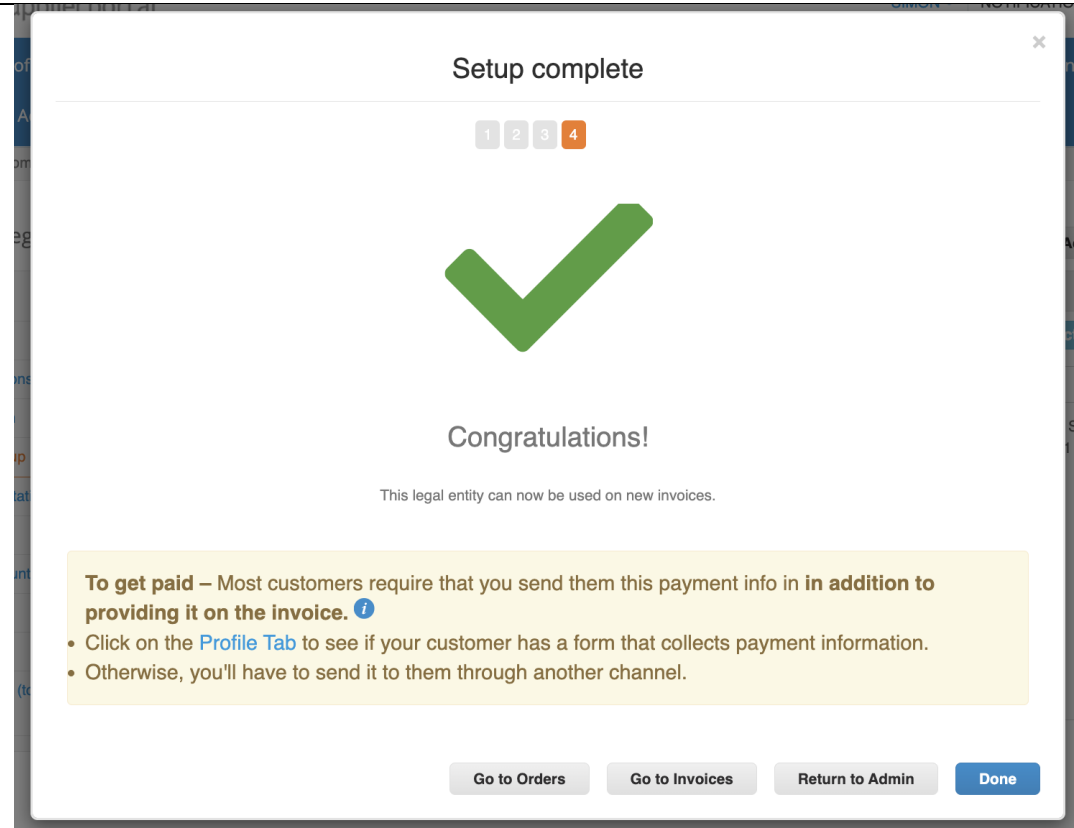 SIMON
×
Setup complete
1 2 3 4
Congratulations!
This legal entity can now be used on new invoices.
To get paid – Most customers require that you send them this payment info in in addition to
providing it on the invoice. i
• Click on the Profile Tab to see if your customer has a form that collects payment information.
• Otherwise, you'll have to send it to them through another channel.
Go to Orders Go to Invoices Return to Admin Done